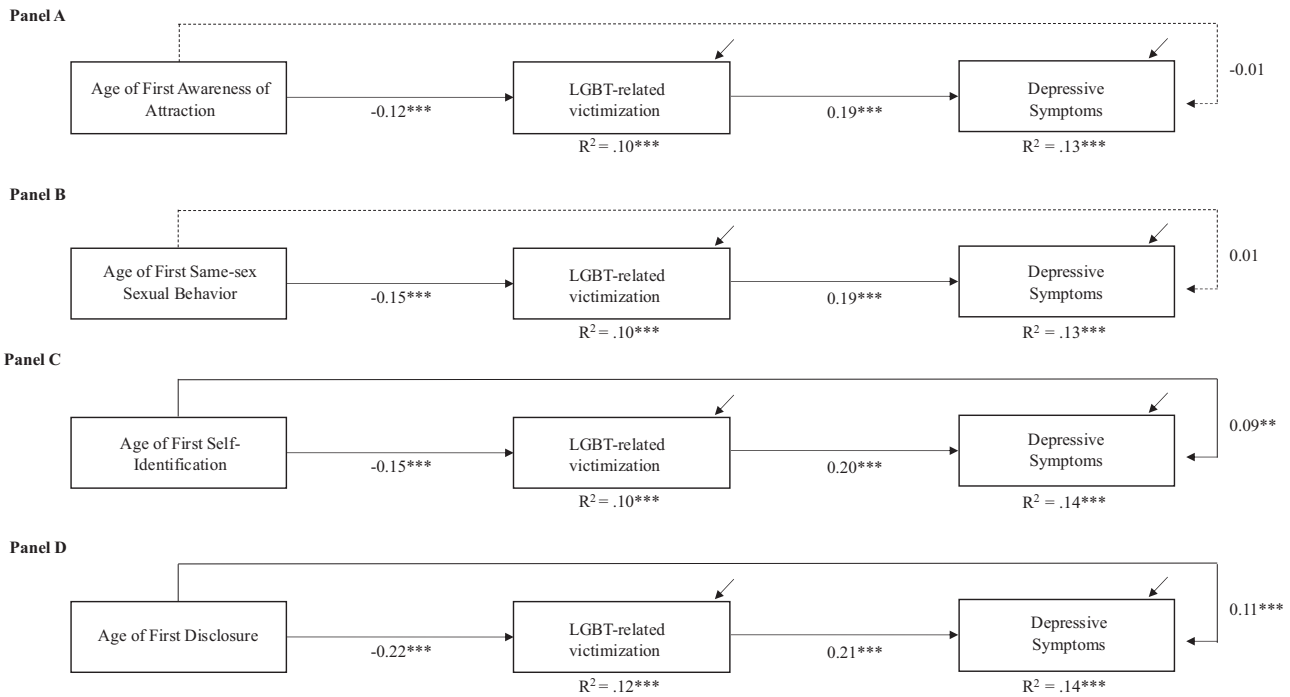 Panel A
Age of First Awareness of
Attraction
-0.12***
LGBT-related
victimization
R² = .10***
0.19***
Depressive
Symptoms
R² = .13***
-0.01
Panel B
Age of First Same-sex
Sexual Behavior
-0.15***
LGBT-related
victimization
R² = .10***
0.19***
Depressive
Symptoms
R² = .13***
0.01
Panel C
Age of First Self-
Identification
-0.15***
LGBT-related
victimization
R² = .10***
0.20***
Depressive
Symptoms
R² = .14***
0.09**
Panel D
Age of First Disclosure
-0.22***
LGBT-related
victimization
R² = .12***
0.21***
Depressive
Symptoms
R² = .14***
0.11***